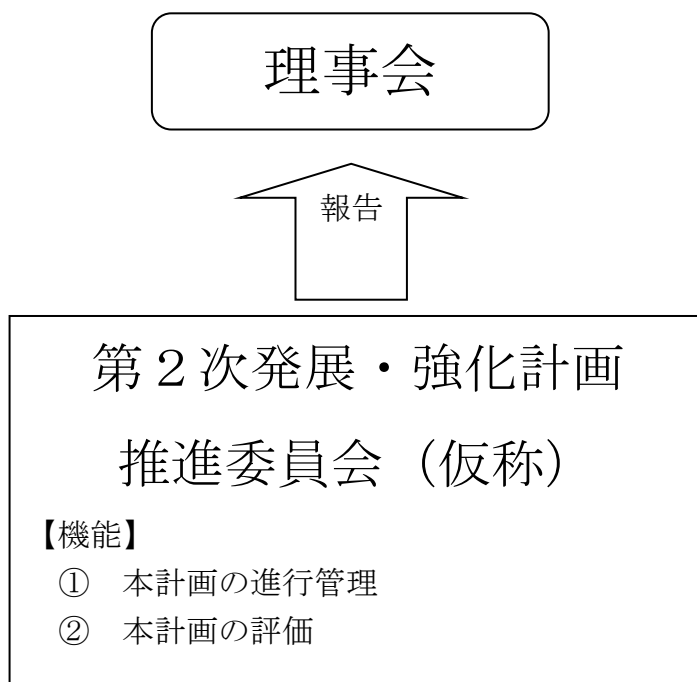 理事会
報告
第２次発展・強化計画
推進委員会（仮称）
【機能】
①　本計画の進行管理
②　本計画の評価